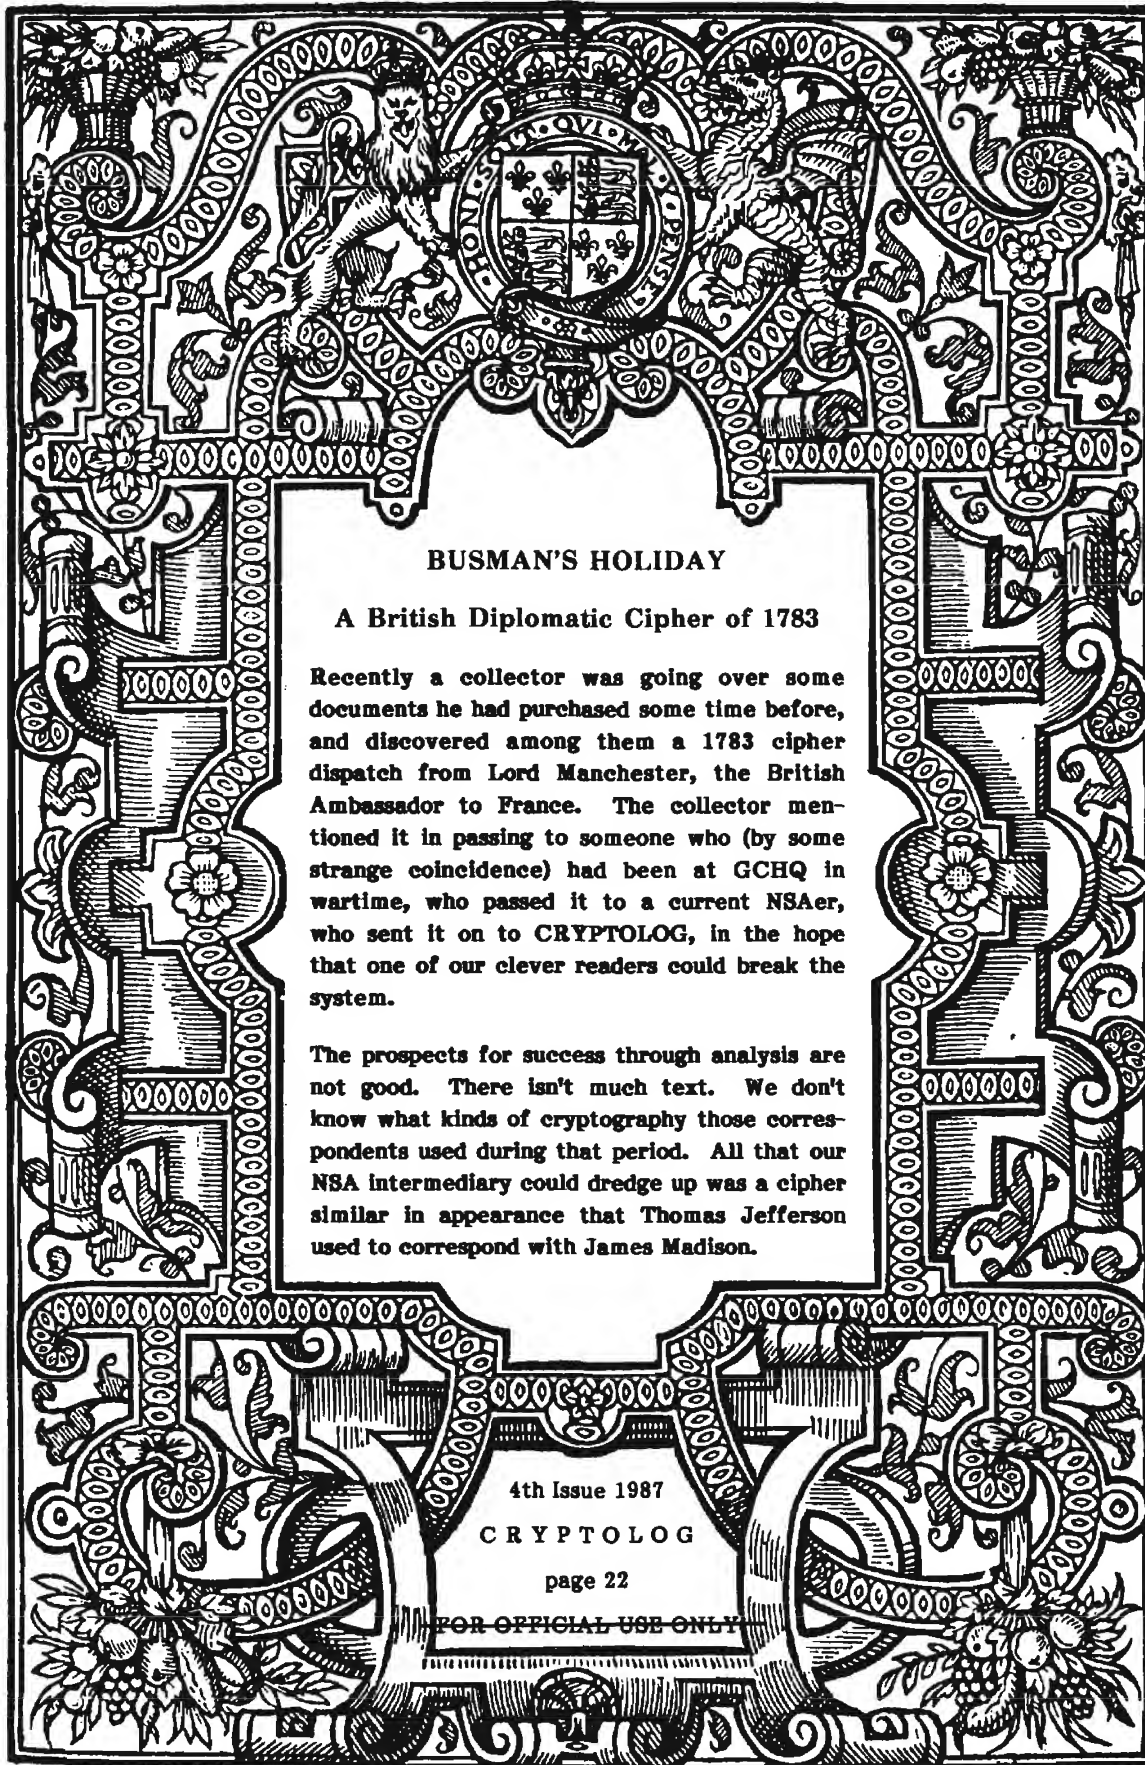 HONI · SOIT · QVI · MAL · Y · PENSE
BUSMAN'S HOLIDAY
A British Diplomatic Cipher of 1783
Recently a collector was going over some
documents he had purchased some time before,
and discovered among them a 1783 cipher
dispatch from Lord Manchester, the British
Ambassador to France. The collector men-
tioned it in passing to someone who (by some
strange coincidence) had been at GCHQ in
wartime, who passed it to a current NSAer,
who sent it on to CRYPTOLOG, in the hope
that one of our clever readers could break the
system.
The prospects for success through analysis are
not good. There isn't much text. We don't
know what kinds of cryptography those corres-
pondents used during that period. All that our
NSA intermediary could dredge up was a cipher
similar in appearance that Thomas Jefferson
used to correspond with James Madison.
4th Issue 1987
CRYPTOLOG
page 22
FOR OFFICIAL USE ONLY